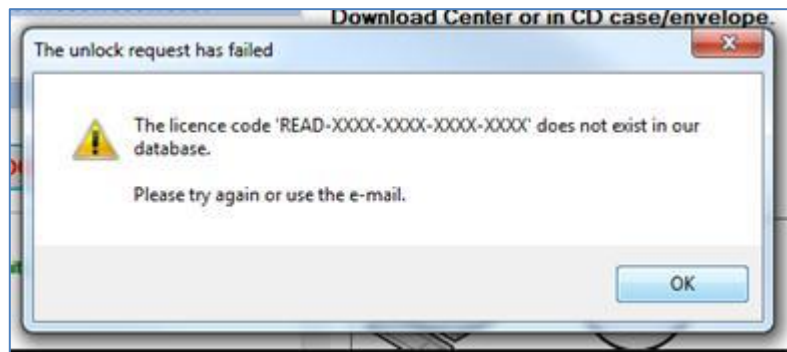 Download Center or in CD case/envelope.
The unlock request has failed
The licence code 'READ-XXXX-XXXX-XXXX-XXXX' does not exist in our
database.
Please try again or use the e-mail.
OK